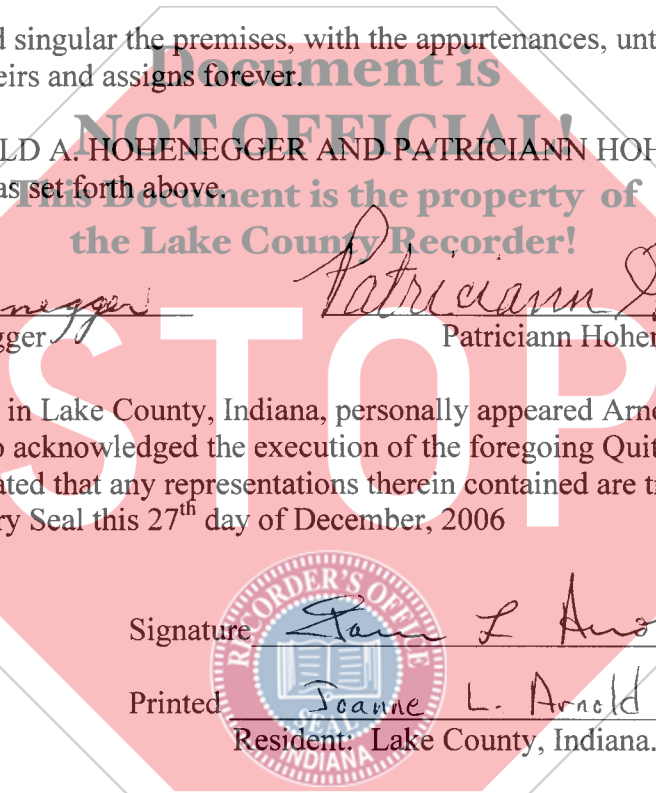 d singular the premises, with the appurtenances, unt
eirs and assigns forever.
Document is
NOT OFFICIAL!
LD A. HOHENEGGER AND PATRICIANN HOH
as set forth above.
This Document is the property of
the Lake County Recorder!
negger
Patriciann
gger
Patriciann Hohen
STOP
in Lake County, Indiana, personally appeared Arno
o acknowledged the execution of the foregoing Quit
ated that any representations therein contained are t
ry Seal this 27th day of December, 2006
RECORDER'S OFFICE
SEAL
INDIANA
Signature
Printed Joanne L. Arnold
Resident: Lake County, Indiana.